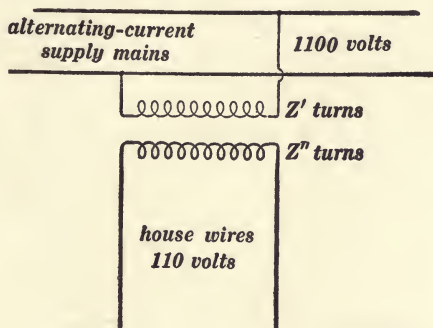 alternating-current
supply mains
1100 volts
Z' turns
Z" turns
house wires
110 volts